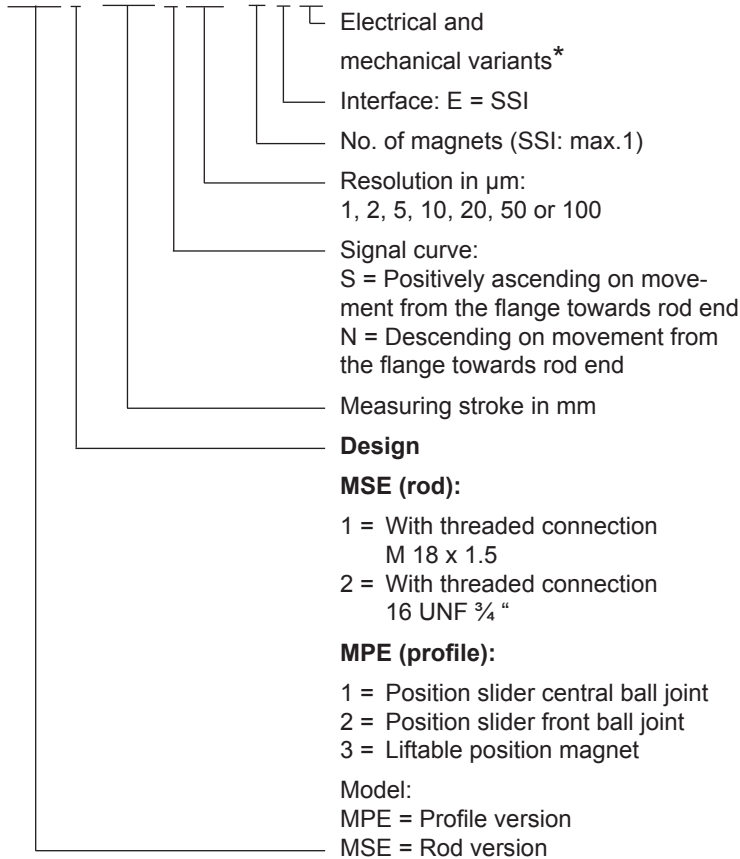 Electrical and
mechanical variants*
Interface: E = SSI
No. of magnets (SSI: max.1)
Resolution in µm:
1, 2, 5, 10, 20, 50 or 100
Signal curve:
S = Positively ascending on move-
ment from the flange towards rod end
N = Descending on movement from
the flange towards rod end
Measuring stroke in mm
Design
MSE (rod):
1 = With threaded connection
M 18 x 1.5
2 = With threaded connection
16 UNF ¾ “
MPE (profile):
1 = Position slider central ball joint
2 = Position slider front ball joint
3 = Liftable position magnet
Model:
MPE = Profile version
MSE = Rod version